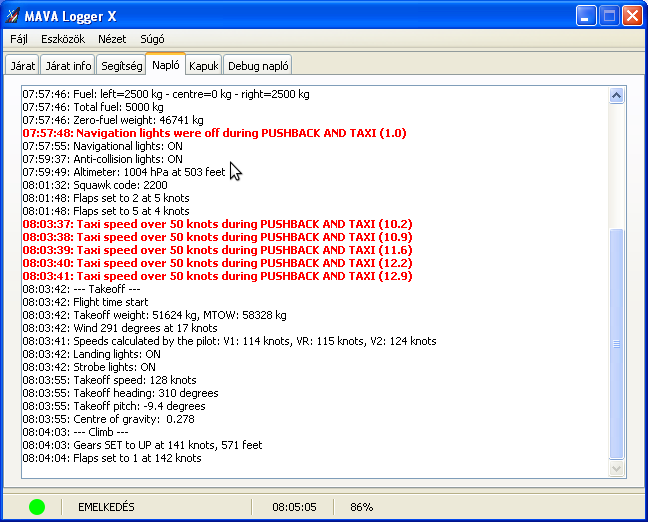 MAVA Logger X
Fájl Eszközök Nézet Súgó
Járat Járat info Segítség Napló Kapuk Debug napló
07:57:46: Fuel: left=2500 kg - centre=0 kg - right=2500 kg
07:57:46: Total fuel: 5000 kg
07:57:46: Zero-fuel weight: 46741 kg
07:57:48: Navigation lights were off during PUSHBACK AND TAXI (1.0)
07:57:55: Navigational lights: ON
07:59:37: Anti-collision lights: ON
07:59:49: Altimeter: 1004 hPa at 503 feet
08:01:32: Squawk code: 2200
08:01:48: Flaps set to 2 at 5 knots
08:01:48: Flaps set to 5 at 4 knots
08:03:37: Taxi speed over 50 knots during PUSHBACK AND TAXI (10.2)
08:03:38: Taxi speed over 50 knots during PUSHBACK AND TAXI (10.9)
08:03:39: Taxi speed over 50 knots during PUSHBACK AND TAXI (11.6)
08:03:40: Taxi speed over 50 knots during PUSHBACK AND TAXI (12.2)
08:03:41: Taxi speed over 50 knots during PUSHBACK AND TAXI (12.9)
08:03:42: --- Takeoff ---
08:03:42: Flight time start
08:03:42: Takeoff weight: 51624 kg, MTOW: 58328 kg
08:03:42: Wind 291 degrees at 17 knots
08:03:41: Speeds calculated by the pilot: V1: 114 knots, VR: 115 knots, V2: 124 knots
08:03:42: Landing lights: ON
08:03:42: Strobe lights: ON
08:03:55: Takeoff speed: 128 knots
08:03:55: Takeoff heading: 310 degrees
08:03:55: Takeoff pitch: -9.4 degrees
08:03:55: Centre of gravity:  0.278
08:04:03: --- Climb ---
08:04:03: Gears SET to UP at 141 knots, 571 feet
08:04:04: Flaps set to 1 at 142 knots
EMELKEDÉS 08:05:05 86%